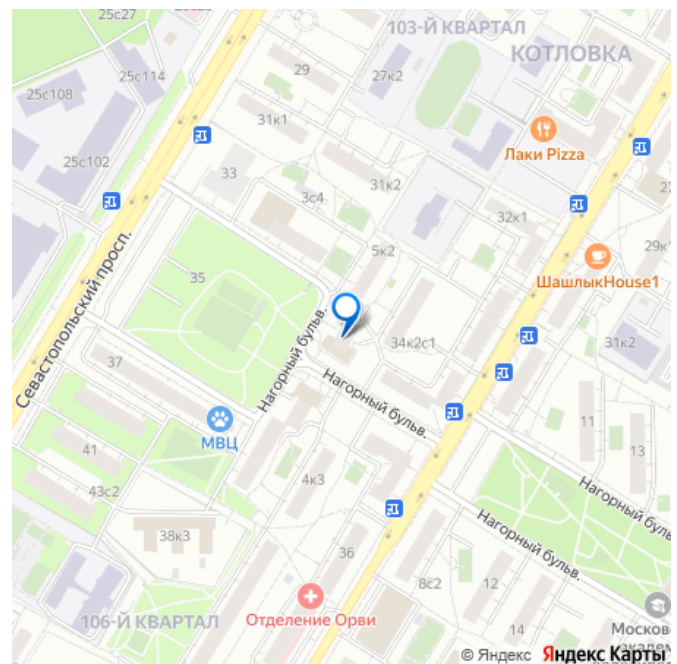 25с27
103-Й КВАРТАЛ
КОТЛОВКА
25с114
29
27к2
25с108
31к1
Лаки Pizza
25с102
33
31к2
3с4
32к1
5к2
29к1
ШашлыкHouse1
35
Севастопольский просп.
Нагорный бульв.
34к2с1
31к2
37
Нагорный бульв.
МВЦ
11
41
13
43с2
4к3
Нагорный бульв.
38к3
Нагорный бульв.
36
8с2
12
Отделение Орви
106-Й КВАРТАЛ
14
© Яндекс Яндекс Карты